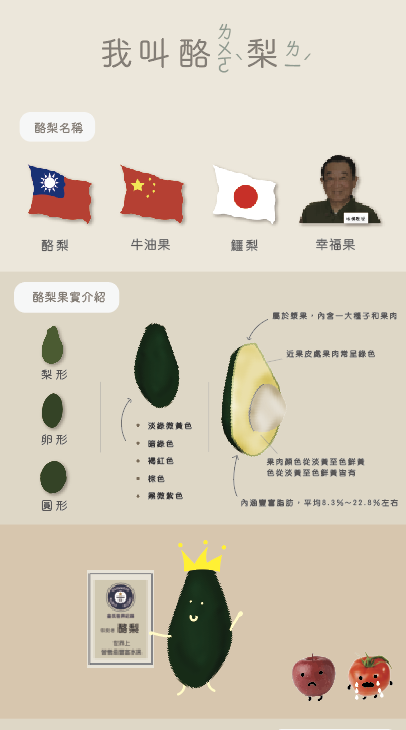 我叫酪ㄌㄨㄛˋ梨ㄌㄧˊ
酪梨名稱
酪梨
牛油果
鱷梨
幸福果
酪梨果實介紹
梨形
卵形
圓形
淡綠微黃色
暗綠色
褐紅色
棕色
屬於漿果，內含一大種子和果肉
近果皮處果肉常呈綠色
果肉顏色從淡黃至色鮮黃
色從淡黃至色鮮黃皆有
內涵豐富脂肪，平均8.3%~22.8%左右
酪梨
世界上